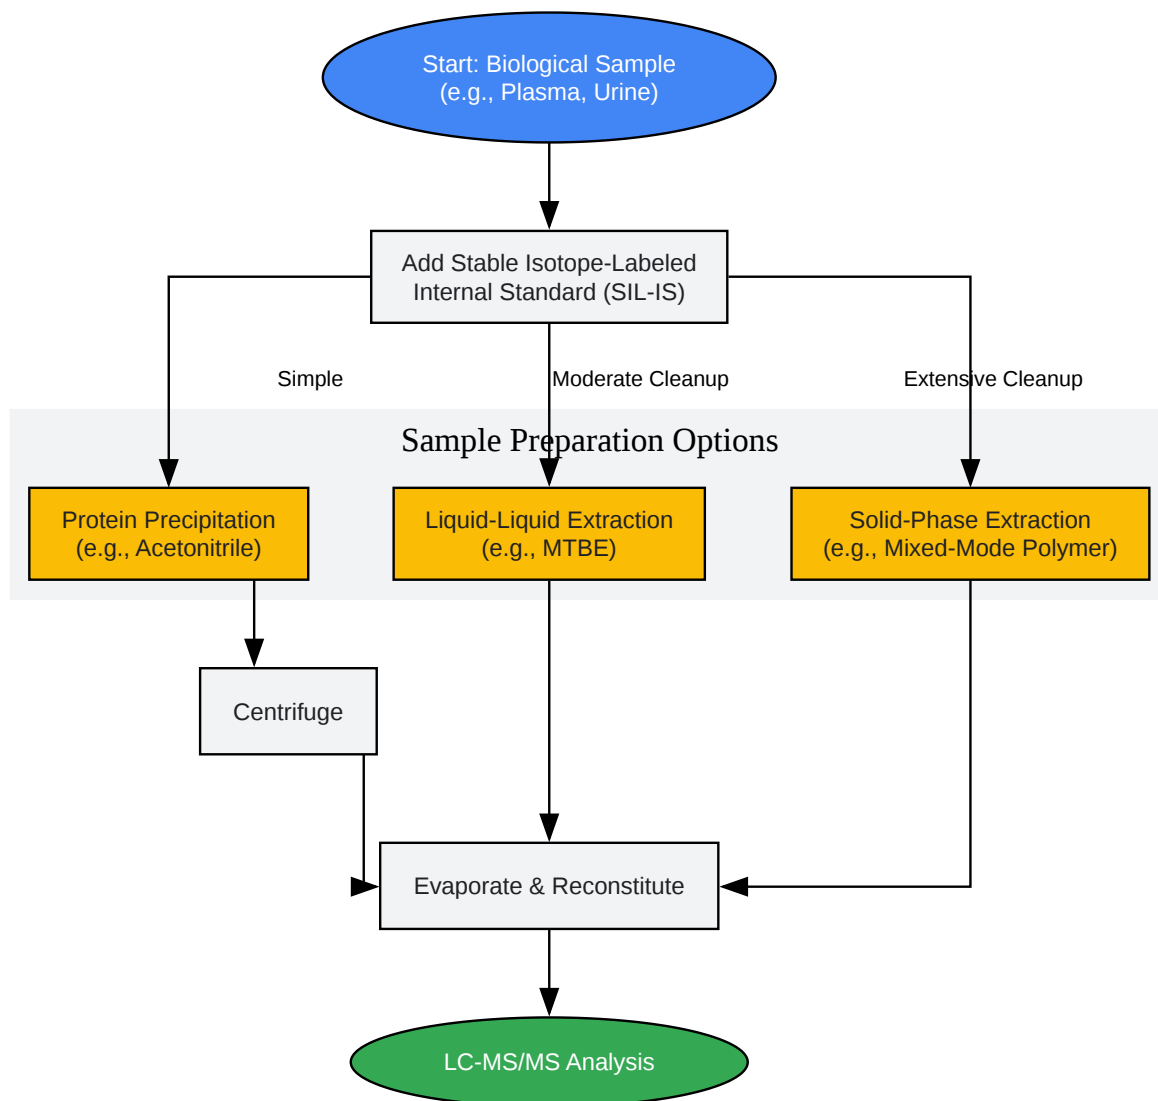 Start: Biological Sample
(e.g., Plasma, Urine)
Add Stable Isotope-Labeled
Internal Standard (SIL-IS)
Simple
Moderate Cleanup
Extensive Cleanup
Sample Preparation Options
Protein Precipitation
(e.g., Acetonitrile)
Liquid-Liquid Extraction
(e.g., MTBE)
Solid-Phase Extraction
(e.g., Mixed-Mode Polymer)
Centrifuge
Evaporate & Reconstitute
LC-MS/MS Analysis